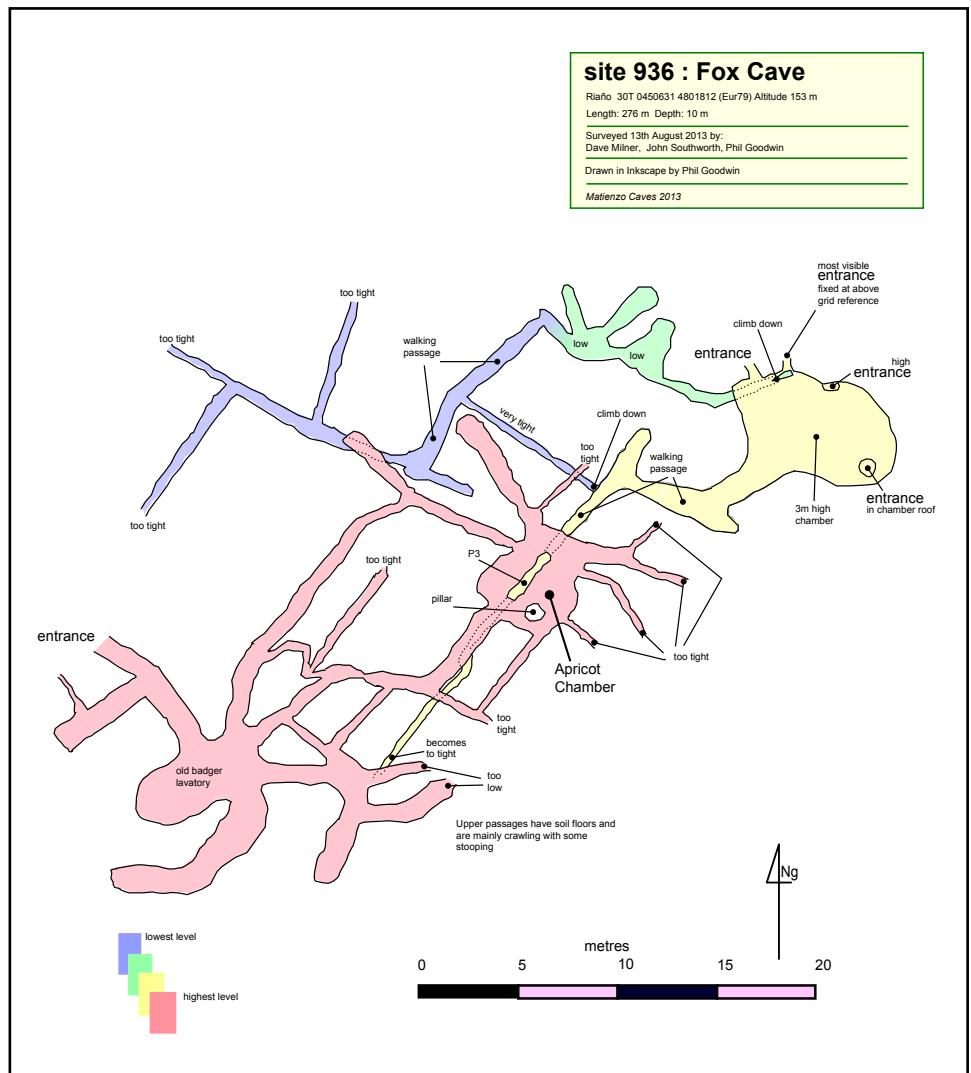 site 936 : Fox Cave
Riaño 30T 0450631 4801812 (Eur79) Altitude 153 m
Length: 276 m Depth: 10 m
Surveyed 13th August 2013 by:
Dave Milner, John Southworth, Phil Goodwin
Drawn in Inkscape by Phil Goodwin
Matienzo Caves 2013
most visible
entrance
fixed at above
grid reference
too tight
climb down
too tight
walking
passage
low
low
entrance
high
entrance
very tight
climb down
too
tight
walking
passage
entrance
in chamber roof
3m high
chamber
too tight
P3
too tight
pillar
entrance
too tight
Apricot
Chamber
too
tight
becomes
to tight
old badger
lavatory
too
low
Upper passages have soil floors and
are mainly crawling with some
stooping
Ng
lowest level
highest level
metres
0 5 10 15 20